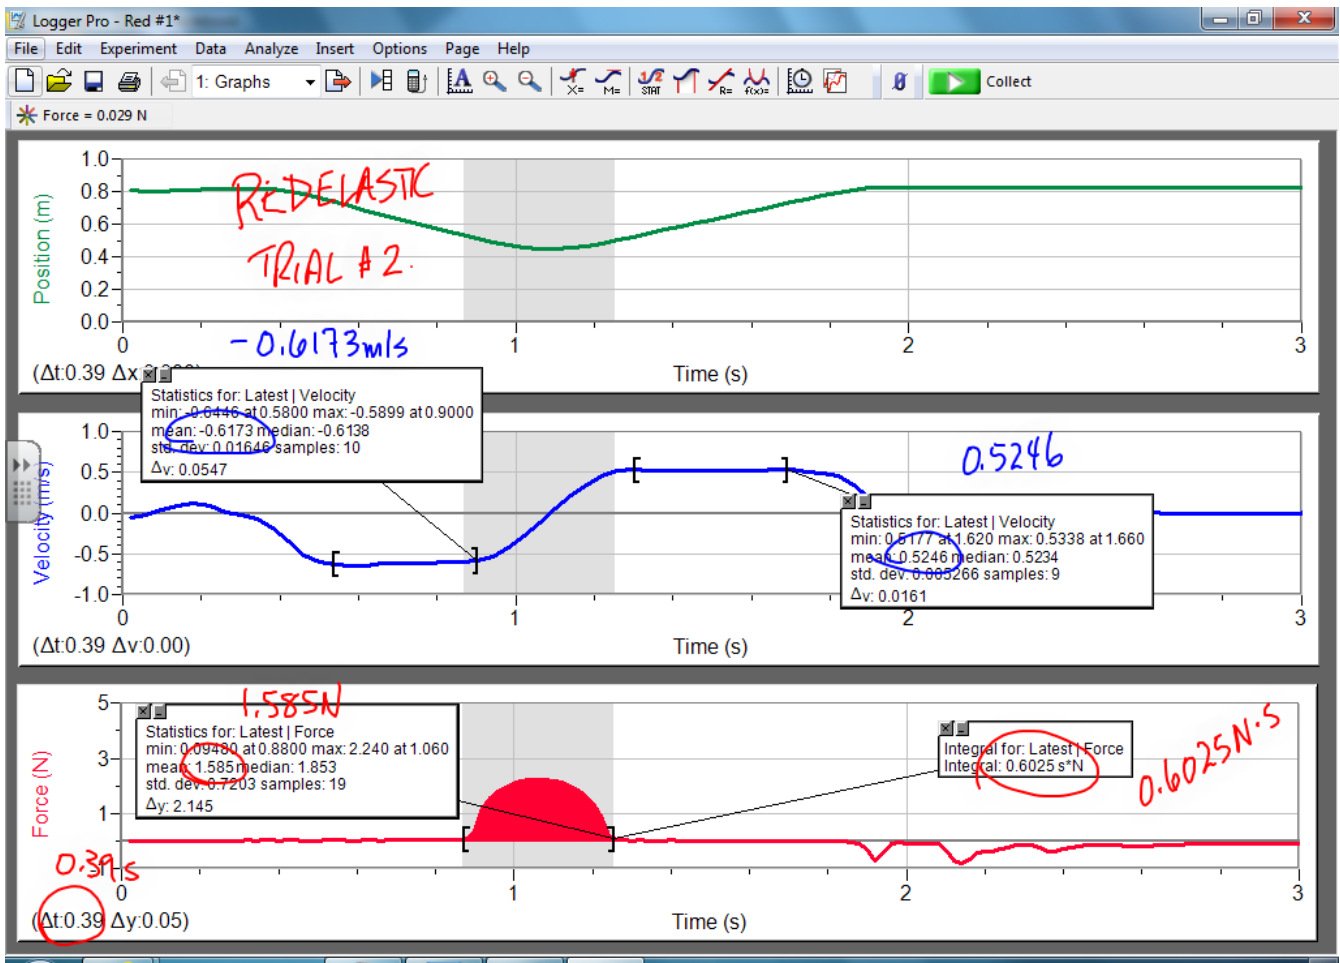 Logger Pro - Red #1*
File Edit Experiment Data Analyze Insert Options Page Help
1: Graphs
X= M= 1/2 STAT R= f(x)= Collect
Force = 0.029 N
Position (m)
1.0
0.8
0.6
0.4
0.2
0.0
RED ELASTIC
TRIAL #2.
0 1 2 3
-0.6173m/s
(Δt:0.39 Δx:
Time (s)
Statistics for: Latest | Velocity
min: -0.6446 at 0.5800 max: -0.5899 at 0.9000
mean: -0.6173 median: -0.6138
std. dev: 0.01646 samples: 10
Δv: 0.0547
Velocity (m/s)
1.0
0.5
0.0
-0.5
-1.0
0.5246
Statistics for: Latest | Velocity
min: 0.5177 at 1.620 max: 0.5338 at 1.660
mean: 0.5246 median: 0.5234
std. dev: 0.005266 samples: 9
Δv: 0.0161
0 1 2 3
(Δt:0.39 Δv:0.00)
Time (s)
Force (N)
5
3
1
1.585N
Statistics for: Latest | Force
min: 0.09480 at 0.8800 max: 2.240 at 1.060
mean: 1.585 median: 1.853
std. dev: 0.7203 samples: 19
Δy: 2.145
Integral for: Latest | Force
Integral: 0.6025 s*N
0.6025N·S
0.39s
0 1 2 3
(Δt:0.39 Δy:0.05)
Time (s)